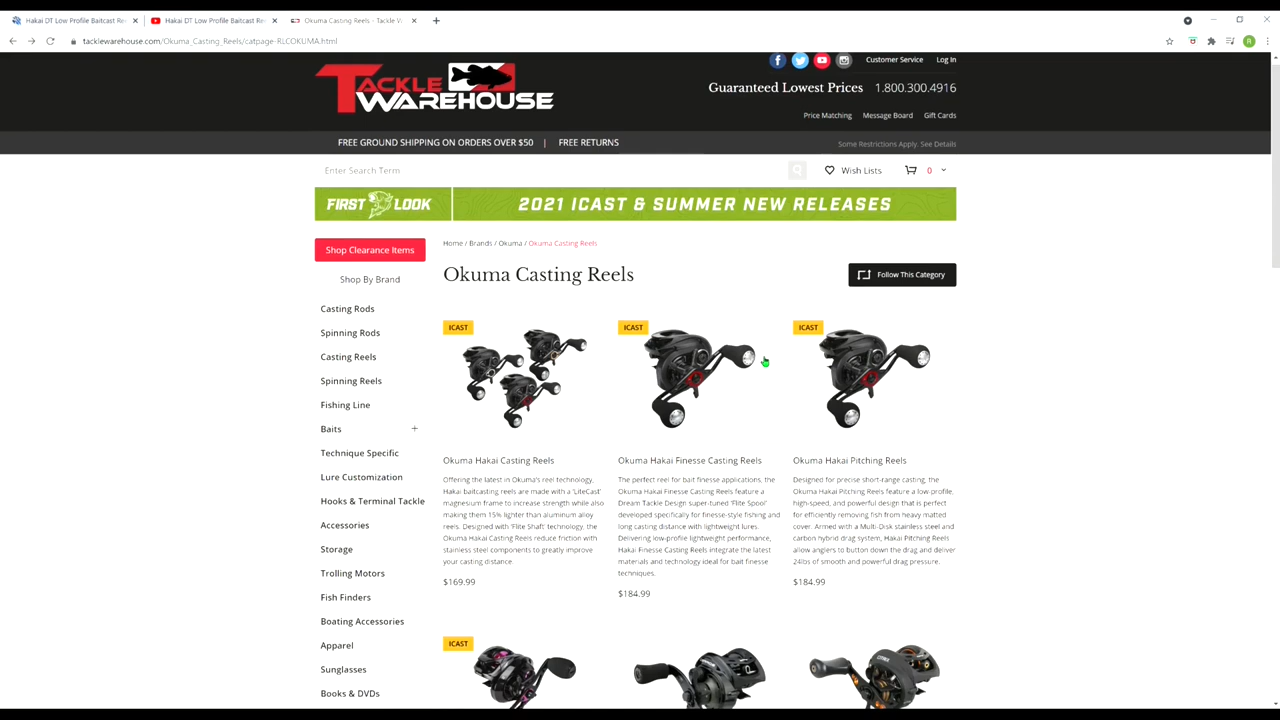 Hakai DT Low Profile Baitcast Re
Hakai DT Low Profile Baitcast Re
Okuma Casting Reels - Tackle W
tacklewarehouse.com/Okuma_Casting_Reels/catpage-RLCOKUMA.html
R
TACKLE WAREHOUSE
Customer Service
Log In
Guaranteed Lowest Prices 1.800.300.4916
Price Matching
Message Board
Gift Cards
FREE GROUND SHIPPING ON ORDERS OVER $50 | FREE RETURNS
Some Restrictions Apply. See Details
Enter Search Term
Wish Lists
0
FIRST LOOK
2021 ICAST & SUMMER NEW RELEASES
Shop Clearance Items
Shop By Brand
Casting Rods
Spinning Rods
Casting Reels
Spinning Reels
Fishing Line
Baits +
Technique Specific
Lure Customization
Hooks & Terminal Tackle
Accessories
Storage
Trolling Motors
Fish Finders
Boating Accessories
Apparel
Sunglasses
Books & DVDs
Home / Brands / Okuma / Okuma Casting Reels
Okuma Casting Reels
Follow This Category
ICAST
Okuma Hakai Casting Reels
Offering the latest in Okuma's reel technology,
Hakai baitcasting reels are made with a 'LiteCast'
magnesium frame to increase strength while also
making them 15% lighter than aluminum alloy
reels. Designed with 'Flite Shaft' technology, the
Okuma Hakai Casting Reels reduce friction with
stainless steel components to greatly improve
your casting distance.
$169.99
ICAST
Okuma Hakai Finesse Casting Reels
The perfect reel for bait finesse applications, the
Okuma Hakai Finesse Casting Reels feature a
Dream Tackle Design super-tuned 'Flite Spool'
developed specifically for finesse-style fishing and
long casting distance with lightweight lures.
Delivering low-profile lightweight performance,
Hakai Finesse Casting Reels integrate the latest
materials and technology ideal for bait finesse
techniques.
$184.99
ICAST
Okuma Hakai Pitching Reels
Designed for precise short-range casting, the
Okuma Hakai Pitching Reels feature a low-profile,
high-speed, and powerful design that is perfect
for efficiently removing fish from heavy matted
cover. Armed with a Multi-Disk stainless steel and
carbon hybrid drag system, Hakai Pitching Reels
allow anglers to button down the drag and deliver
24lbs of smooth and powerful drag pressure.
$184.99
ICAST